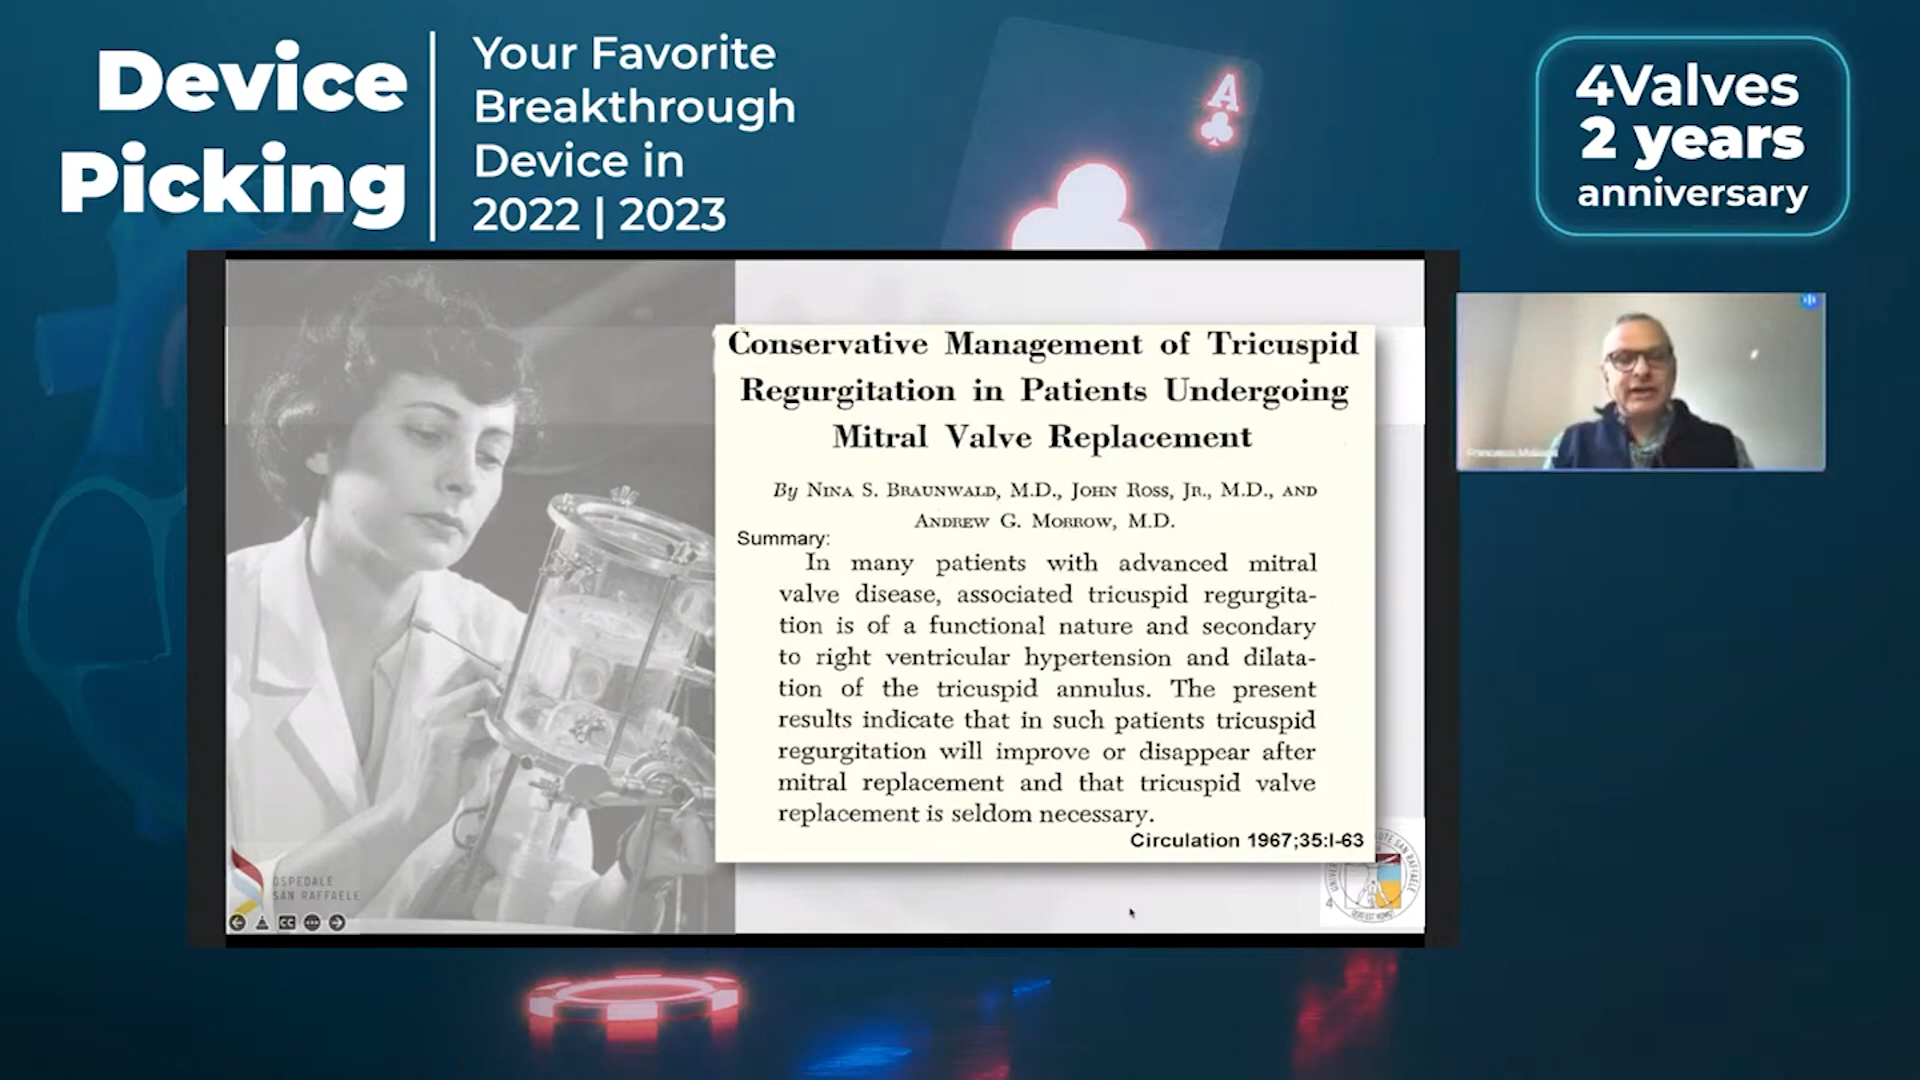 Device
Picking
Your Favorite
Breakthrough
Device in
2022 | 2023
A
4Valves
2 years
anniversary
Conservative Management of Tricuspid
Regurgitation in Patients Undergoing
Mitral Valve Replacement
By NINA S. BRAUNWALD, M.D., JOHN ROSS, JR., M.D., AND
ANDREW G. MORROW, M.D.
Summary:
In many patients with advanced mitral
valve disease, associated tricuspid regurgita-
tion is of a functional nature and secondary
to right ventricular hypertension and dilata-
tion of the tricuspid annulus. The present
results indicate that in such patients tricuspid
regurgitation will improve or disappear after
mitral replacement and that tricuspid valve
replacement is seldom necessary.
Circulation 1967;35:I-63
OSPEDALE
SAN RAFFAELE
CC
4